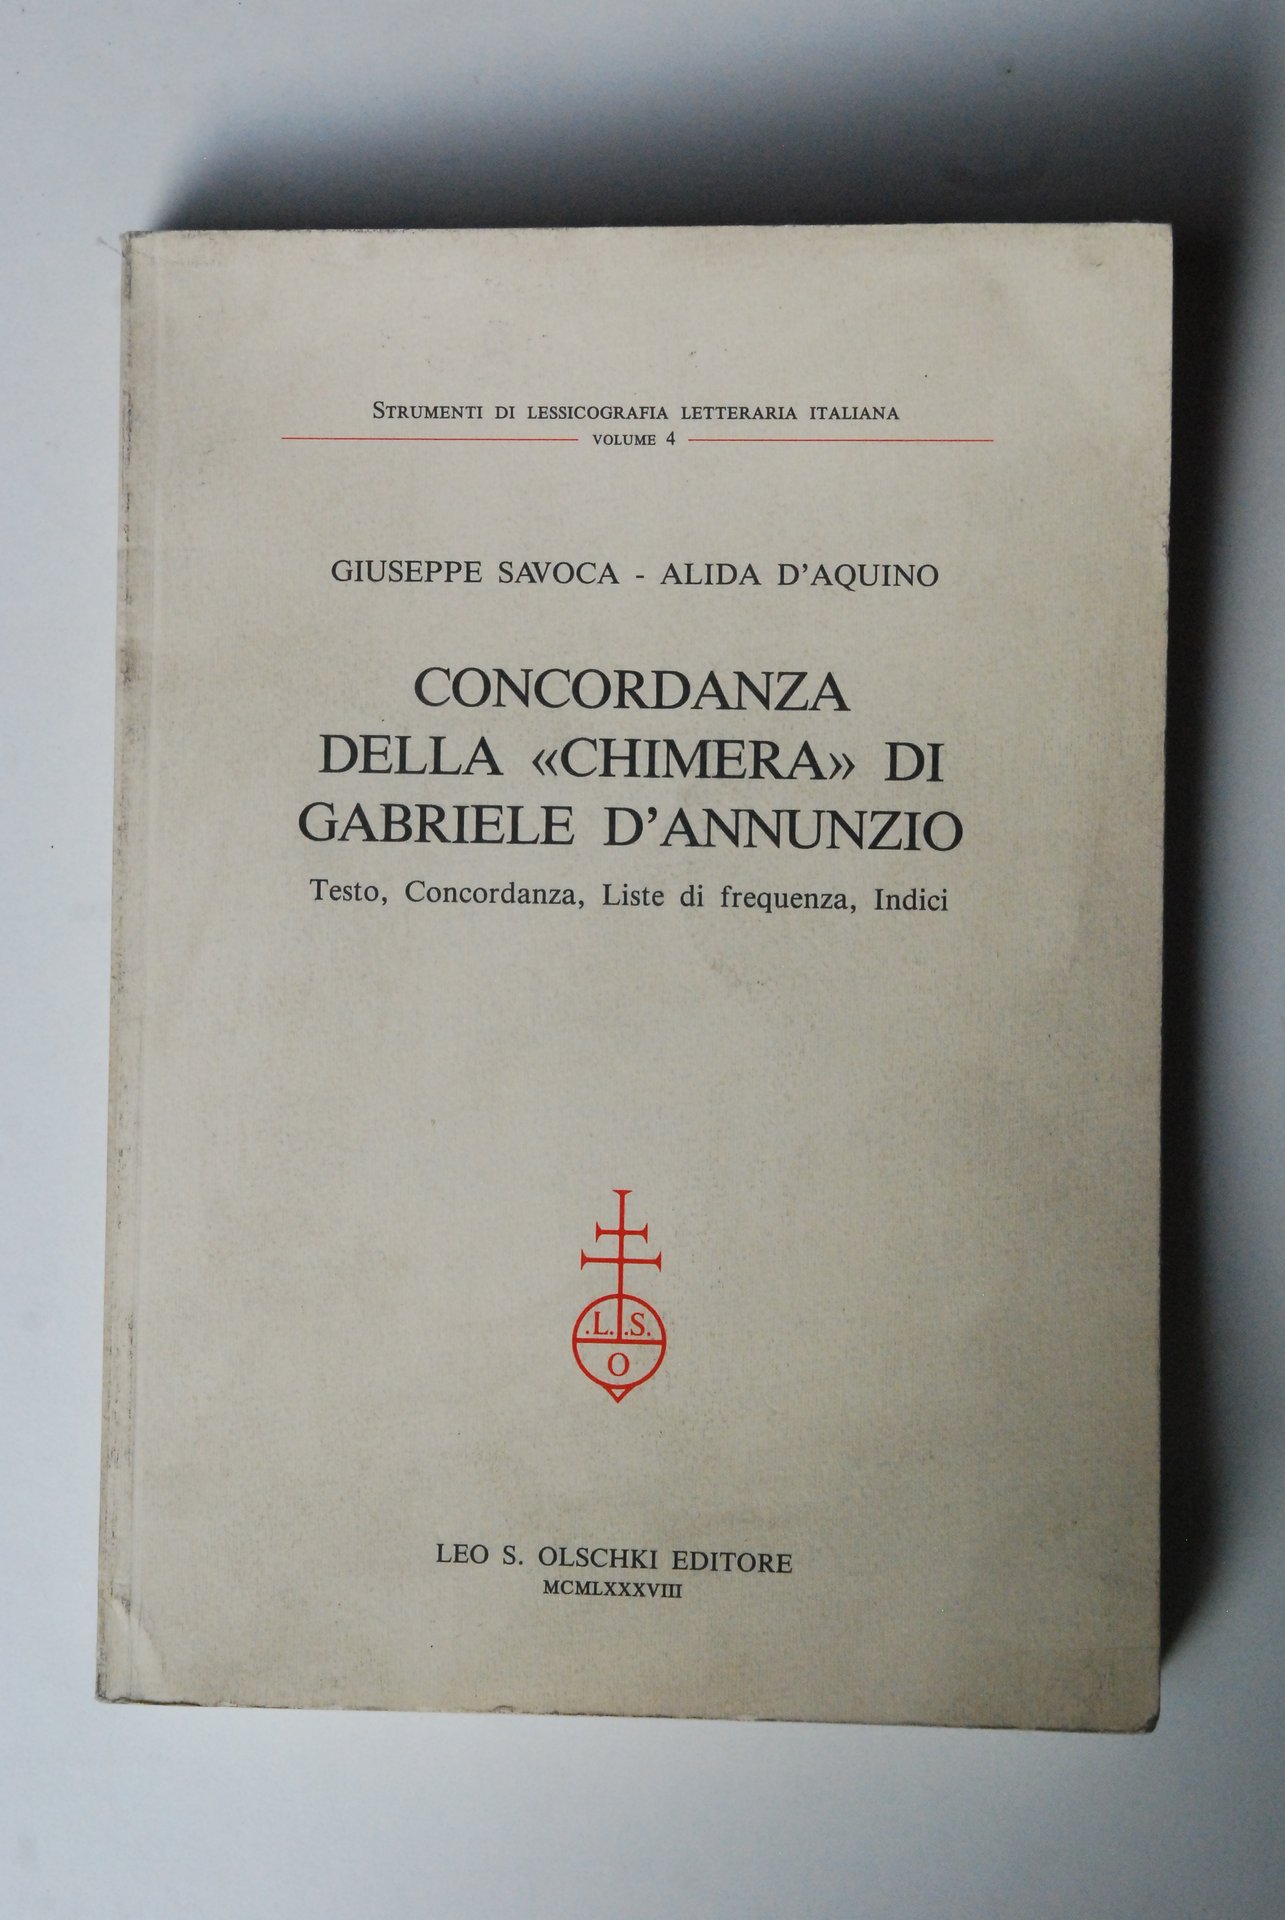 STRUMENTI DI LESSICOGRAFIA LETTERARIA ITALIANA
VOLUME 4
GIUSEPPE SAVOCA - ALIDA D'AQUINO
CONCORDANZA
DELLA «CHIMERA» DI
GABRIELE D'ANNUNZIO
Testo, Concordanza, Liste di frequenza, Indici
.L. .S.
O
LEO S. OLSCHKI EDITORE
MCMLXXXVIII